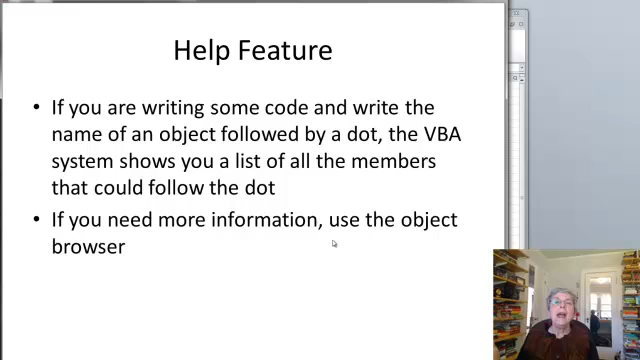 Help Feature
• If you are writing some code and write the
name of an object followed by a dot, the VBA
system shows you a list of all the members
that could follow the dot
• If you need more information, use the object
browser